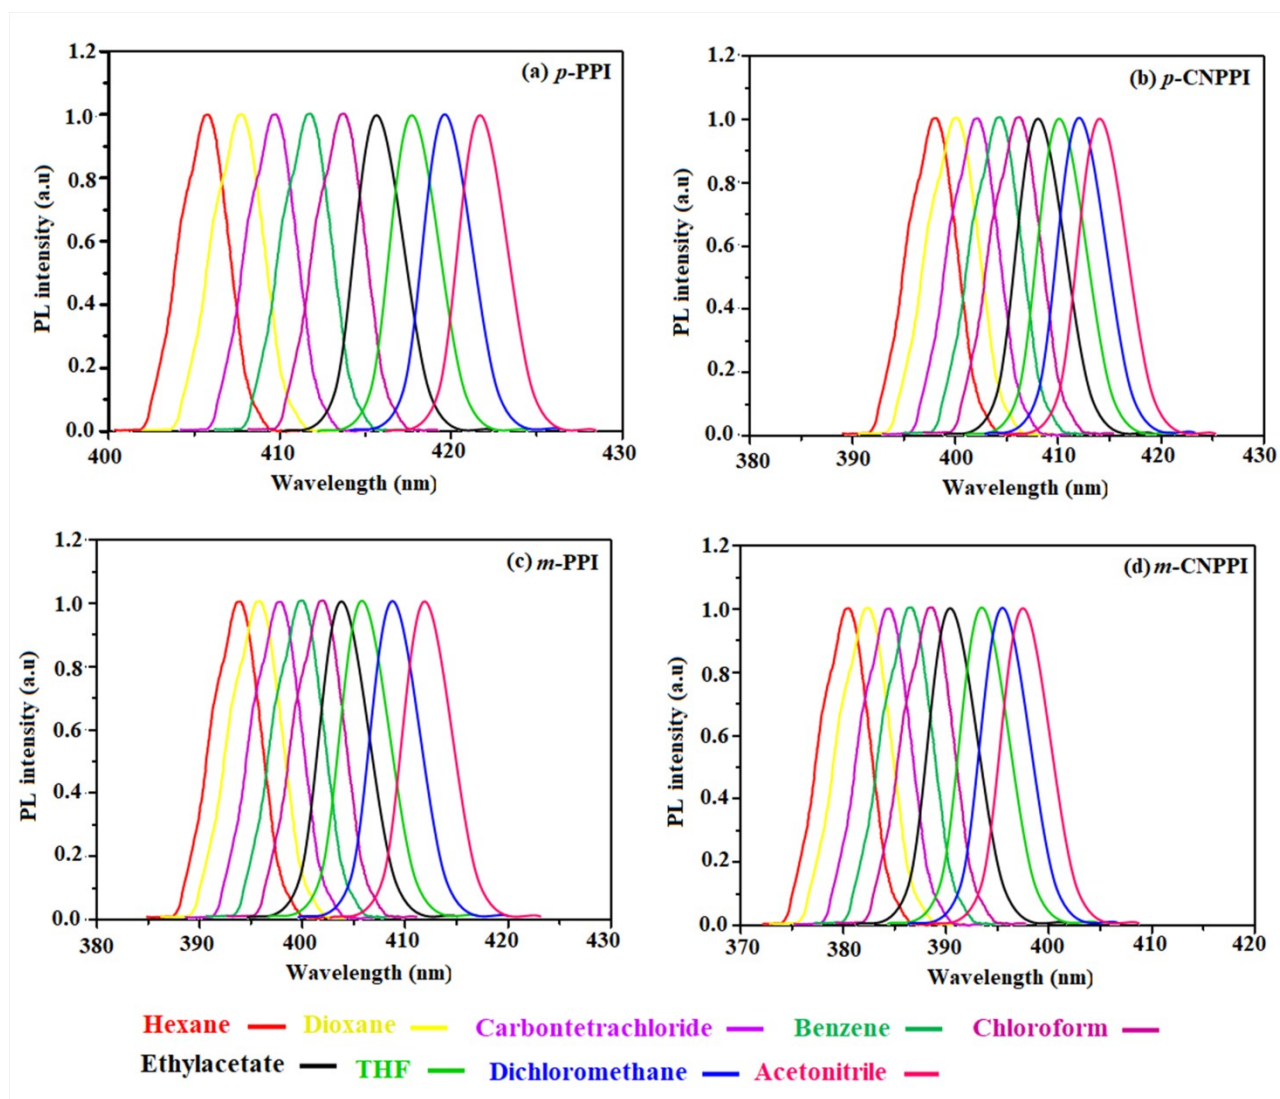 (a) p-PPI
PL intensity (a.u)
1.2
1.0
0.8
0.6
0.4
0.2
0.0
400 410 420 430
Wavelength (nm)
(b) p-CNPPI
PL intensity (a.u)
1.2
1.0
0.8
0.6
0.4
0.2
0.0
380 390 400 410 420 430
Wavelength (nm)
(c) m-PPI
PL intensity (a.u)
1.2
1.0
0.8
0.6
0.4
0.2
0.0
380 390 400 410 420 430
Wavelength (nm)
(d) m-CNPPI
PL intensity (a.u)
1.2
1.0
0.8
0.6
0.4
0.2
0.0
370 380 390 400 410 420
Wavelength (nm)
Hexane Dioxane Carbontetrachloride Benzene Chloroform
Ethylacetate THF Dichloromethane Acetonitrile